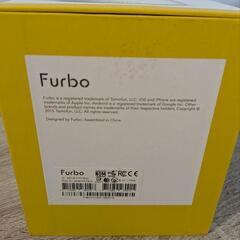 Furbo
Furbo is a registered trademark of Tomofun, LLC. iOS and iPhone are registered
trademarks of Apple Inc. Android is a registered trademark of Google Inc. Other
brands and product names are trademarks of their respective holders. Copyright ©
2015 Tomofun, LLC. All rights reserved.
Designed by Furbo. Assembled in China.
Furbo